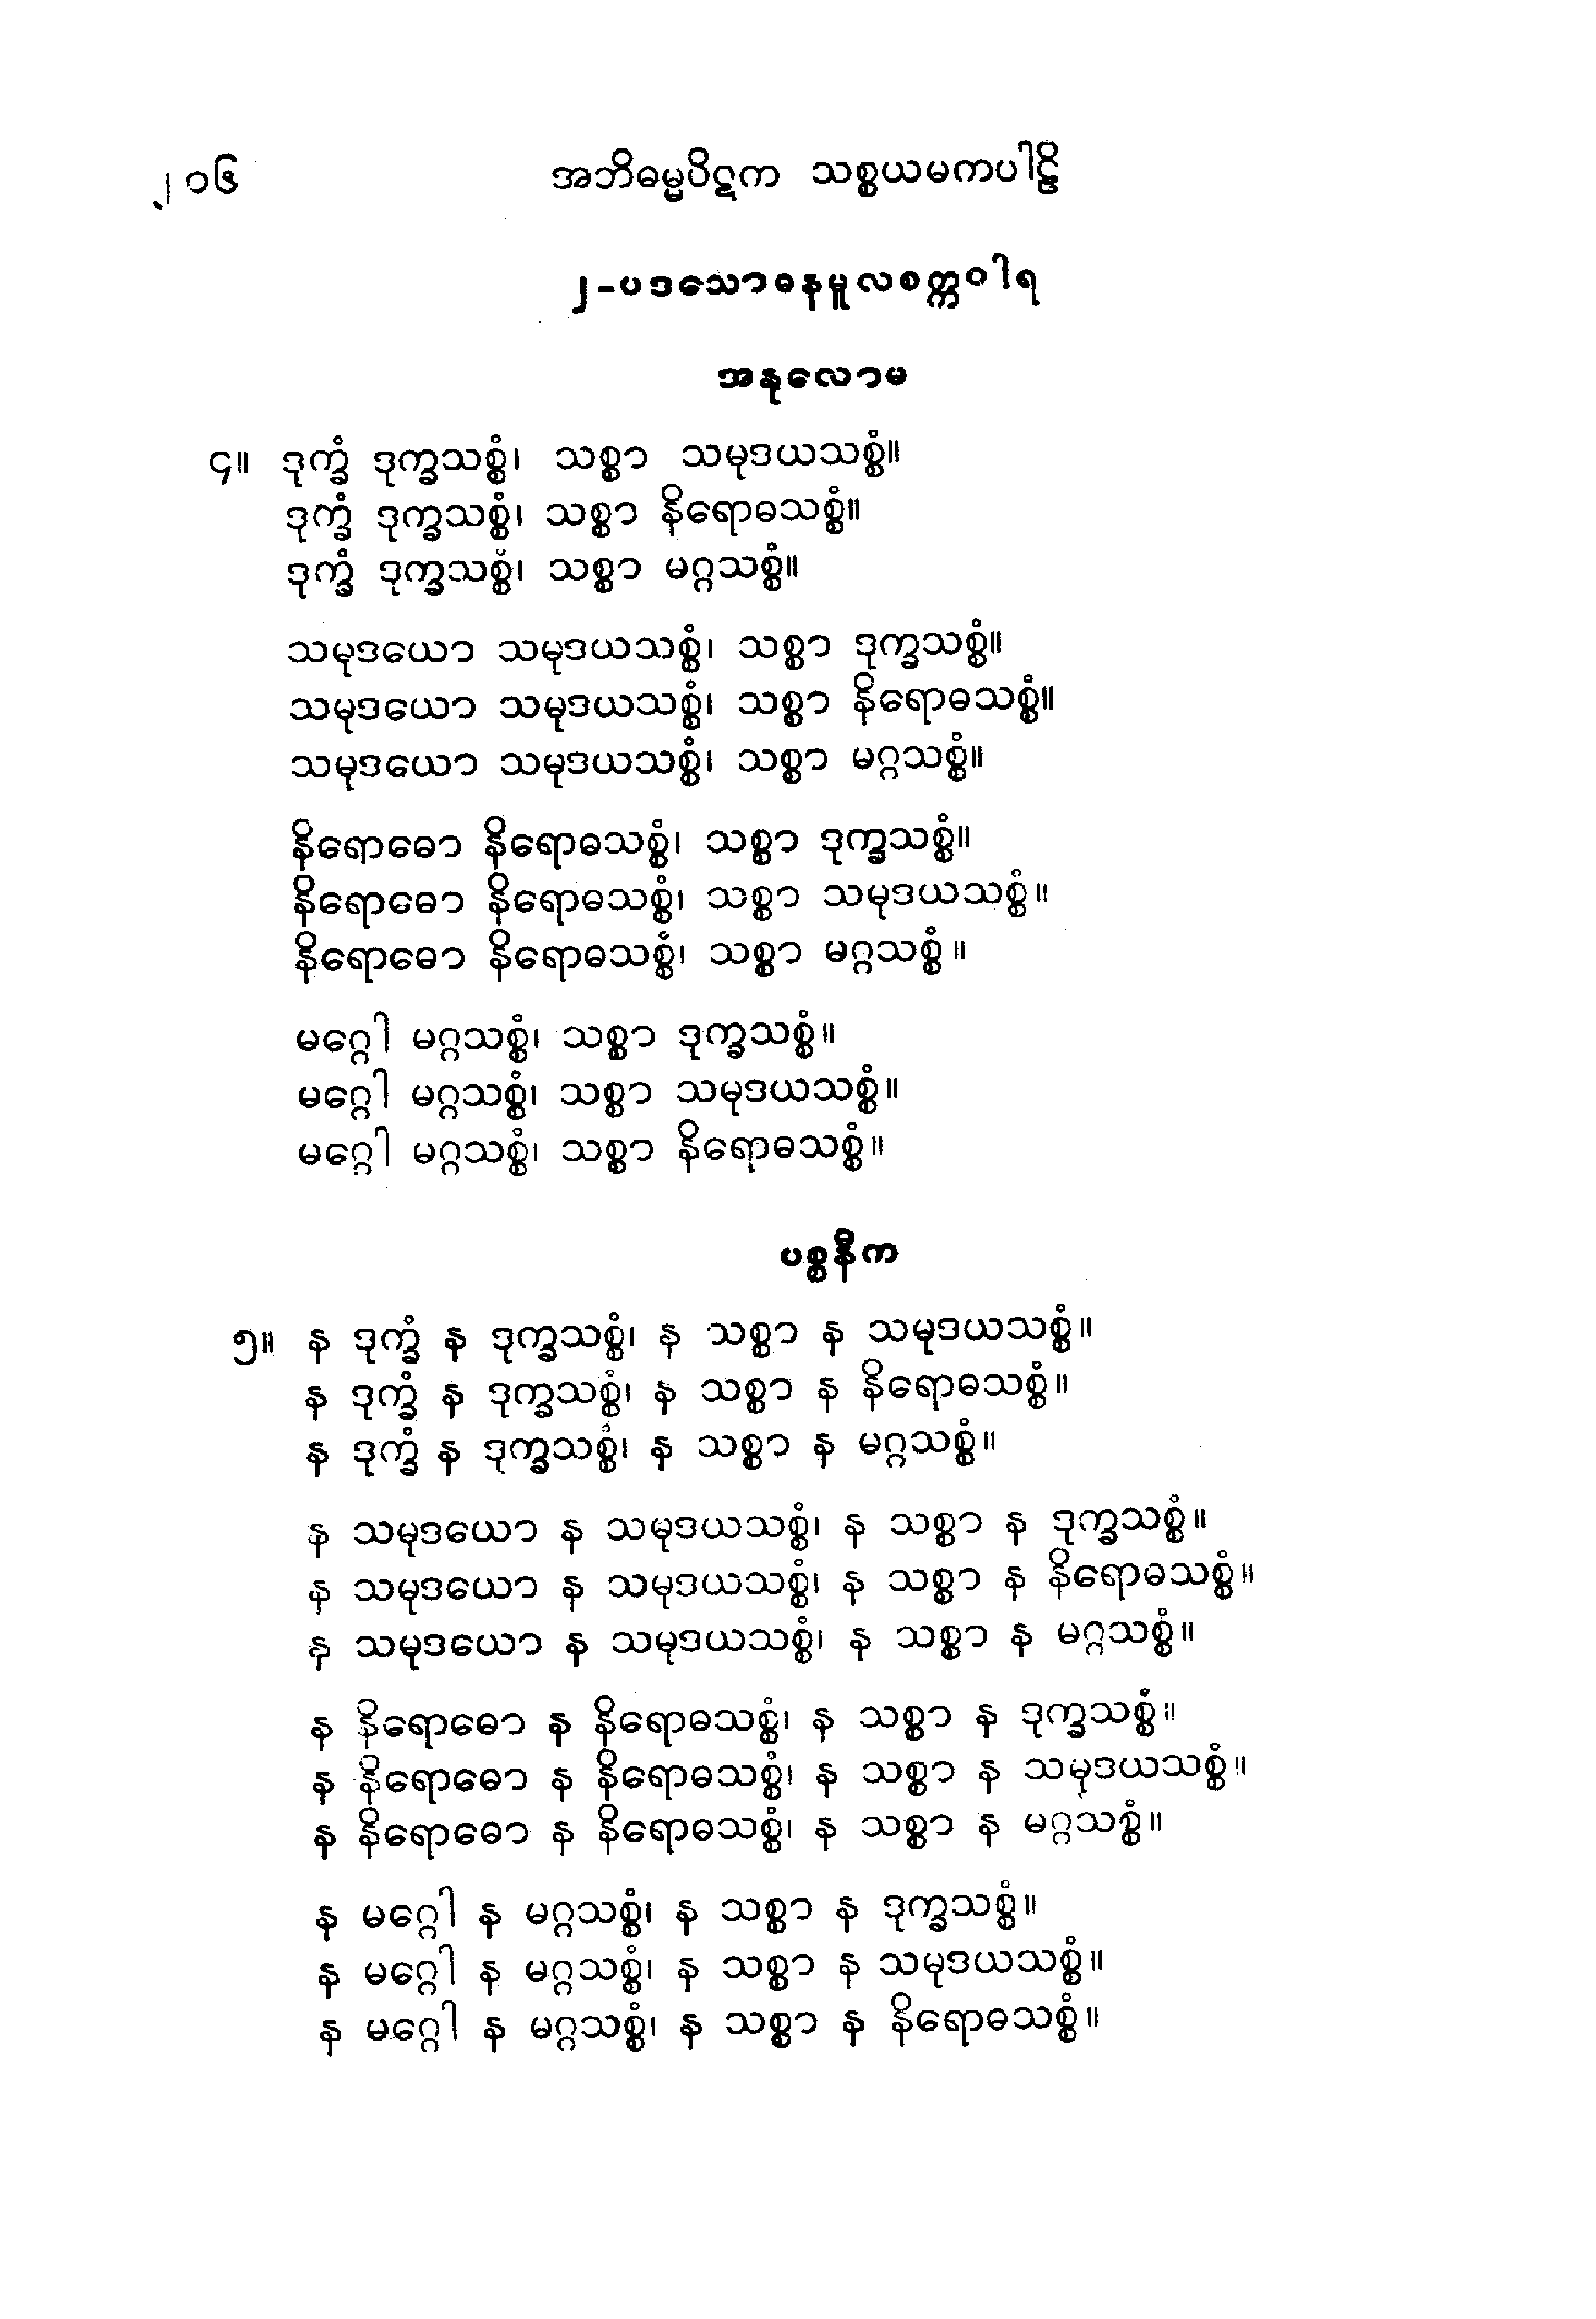 ၂၀၆ အဘိဓမ္မပိဋက သစ္စယမကပါဠိ
၂-ပဒသောဓနမူလစက္ကဝါရ
အနုလောမ
၄။ ဒုက္ခံ ဒုက္ခသစ္စံ၊ သစ္စာ သမုဒယသစ္စံ။
ဒုက္ခံ ဒုက္ခသစ္စံ၊ သစ္စာ နိရောဓသစ္စံ။
ဒုက္ခံ ဒုက္ခသစ္စံ၊ သစ္စာ မဂ္ဂသစ္စံ။
သမုဒယော သမုဒယသစ္စံ၊ သစ္စာ ဒုက္ခသစ္စံ။
သမုဒယော သမုဒယသစ္စံ၊ သစ္စာ နိရောဓသစ္စံ။
သမုဒယော သမုဒယသစ္စံ၊ သစ္စာ မဂ္ဂသစ္စံ။
နိရောဓော နိရောဓသစ္စံ၊ သစ္စာ ဒုက္ခသစ္စံ။
နိရောဓော နိရောဓသစ္စံ၊ သစ္စာ သမုဒယသစ္စံ။
နိရောဓော နိရောဓသစ္စံ၊ သစ္စာ မဂ္ဂသစ္စံ။
မဂ္ဂေါ မဂ္ဂသစ္စံ၊ သစ္စာ ဒုက္ခသစ္စံ။
မဂ္ဂေါ မဂ္ဂသစ္စံ၊ သစ္စာ သမုဒယသစ္စံ။
မဂ္ဂေါ မဂ္ဂသစ္စံ၊ သစ္စာ နိရောဓသစ္စံ။
ပစ္စနီက
၅။ န ဒုက္ခံ န ဒုက္ခသစ္စံ၊ န သစ္စာ န သမုဒယသစ္စံ။
န ဒုက္ခံ န ဒုက္ခသစ္စံ၊ န သစ္စာ န နိရောဓသစ္စံ။
န ဒုက္ခံ န ဒုက္ခသစ္စံ၊ န သစ္စာ န မဂ္ဂသစ္စံ။
န သမုဒယော န သမုဒယသစ္စံ၊ န သစ္စာ န ဒုက္ခသစ္စံ။
န သမုဒယော န သမုဒယသစ္စံ၊ န သစ္စာ န နိရောဓသစ္စံ။
န သမုဒယော န သမုဒယသစ္စံ၊ န သစ္စာ န မဂ္ဂသစ္စံ။
န နိရောဓော န နိရောဓသစ္စံ၊ န သစ္စာ န ဒုက္ခသစ္စံ။
န နိရောဓော န နိရောဓသစ္စံ၊ န သစ္စာ န သမုဒယသစ္စံ။
န နိရောဓော န နိရောဓသစ္စံ၊ န သစ္စာ န မဂ္ဂသစ္စံ။
န မဂ္ဂေါ န မဂ္ဂသစ္စံ၊ န သစ္စာ န ဒုက္ခသစ္စံ။
န မဂ္ဂေါ န မဂ္ဂသစ္စံ၊ န သစ္စာ န သမုဒယသစ္စံ။
န မဂ္ဂေါ န မဂ္ဂသစ္စံ၊ န သစ္စာ န နိရောဓသစ္စံ။